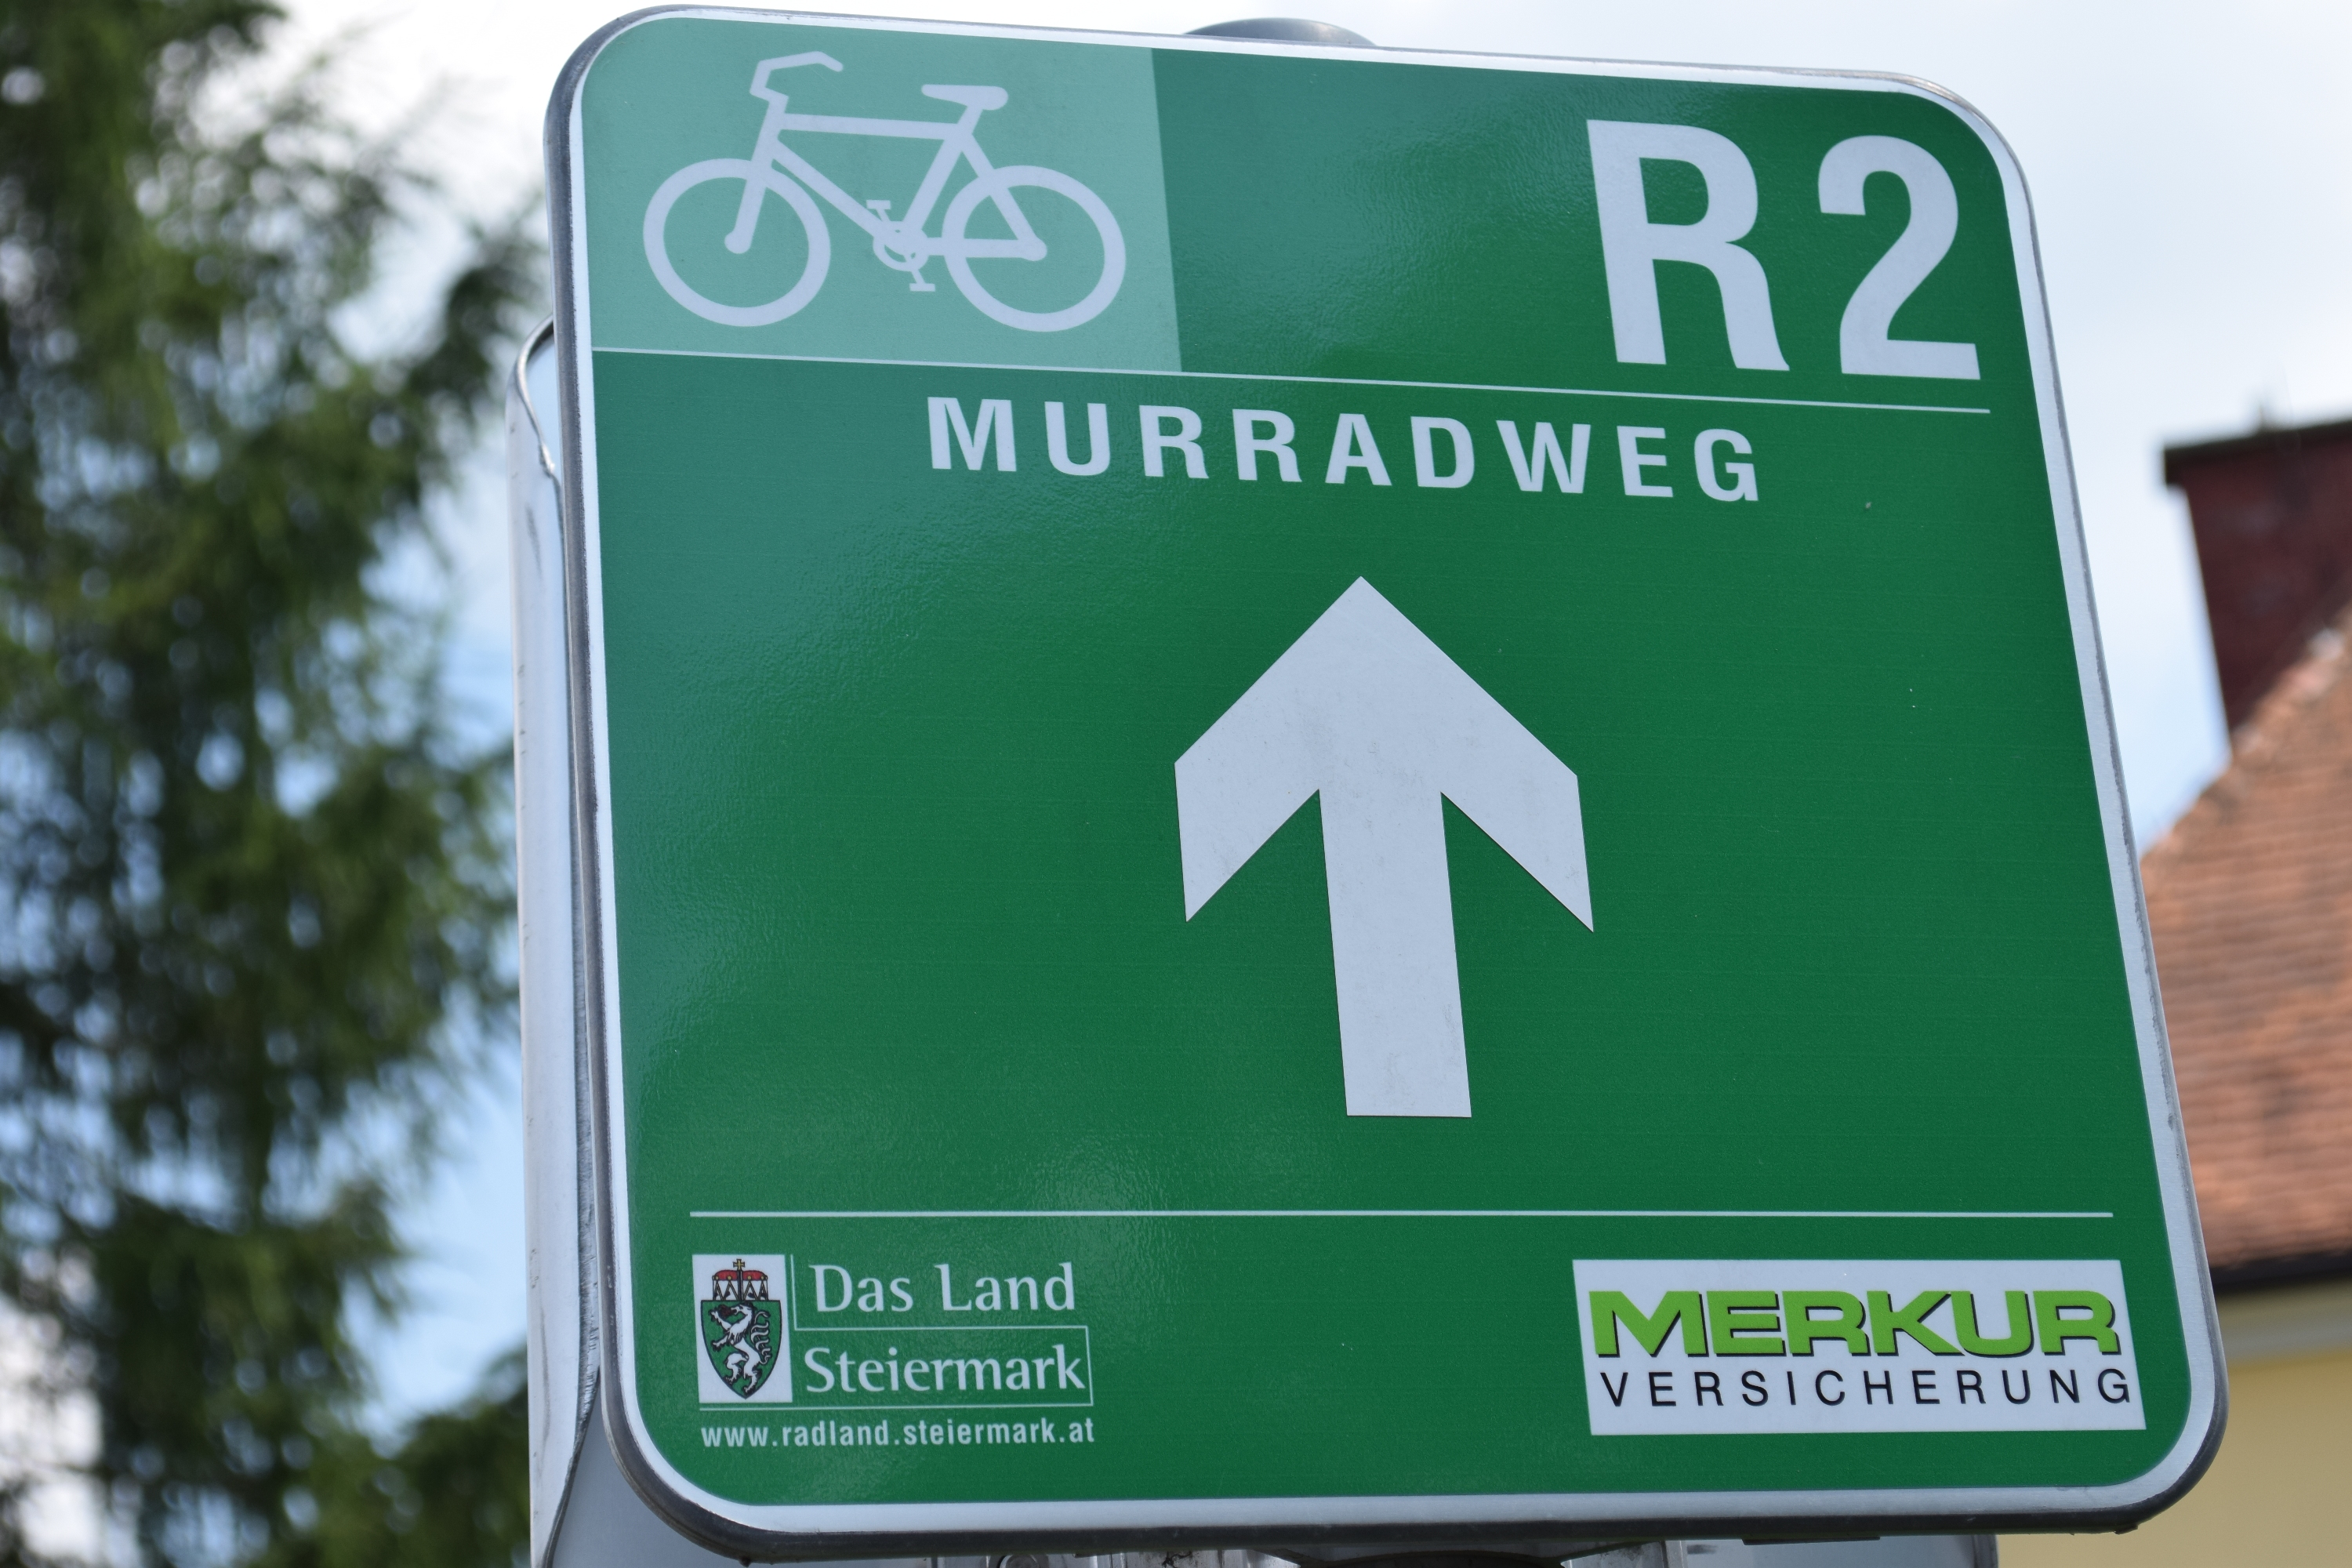 R2
MURRADWEG
Das Land
Steiermark
www.radland.steiermark.at
MERKUR
VERSICHERUNG